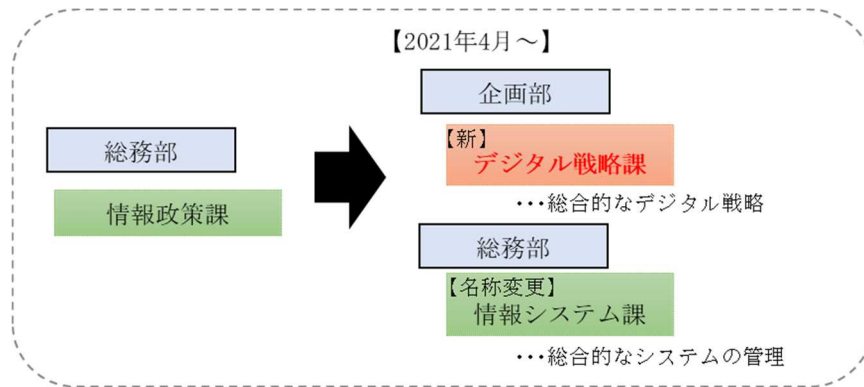 【2021年4月～】
総務部
情報政策課
企画部
【新】
デジタル戦略課
･･･総合的なデジタル戦略
総務部
【名称変更】
情報システム課
･･･総合的なシステムの管理